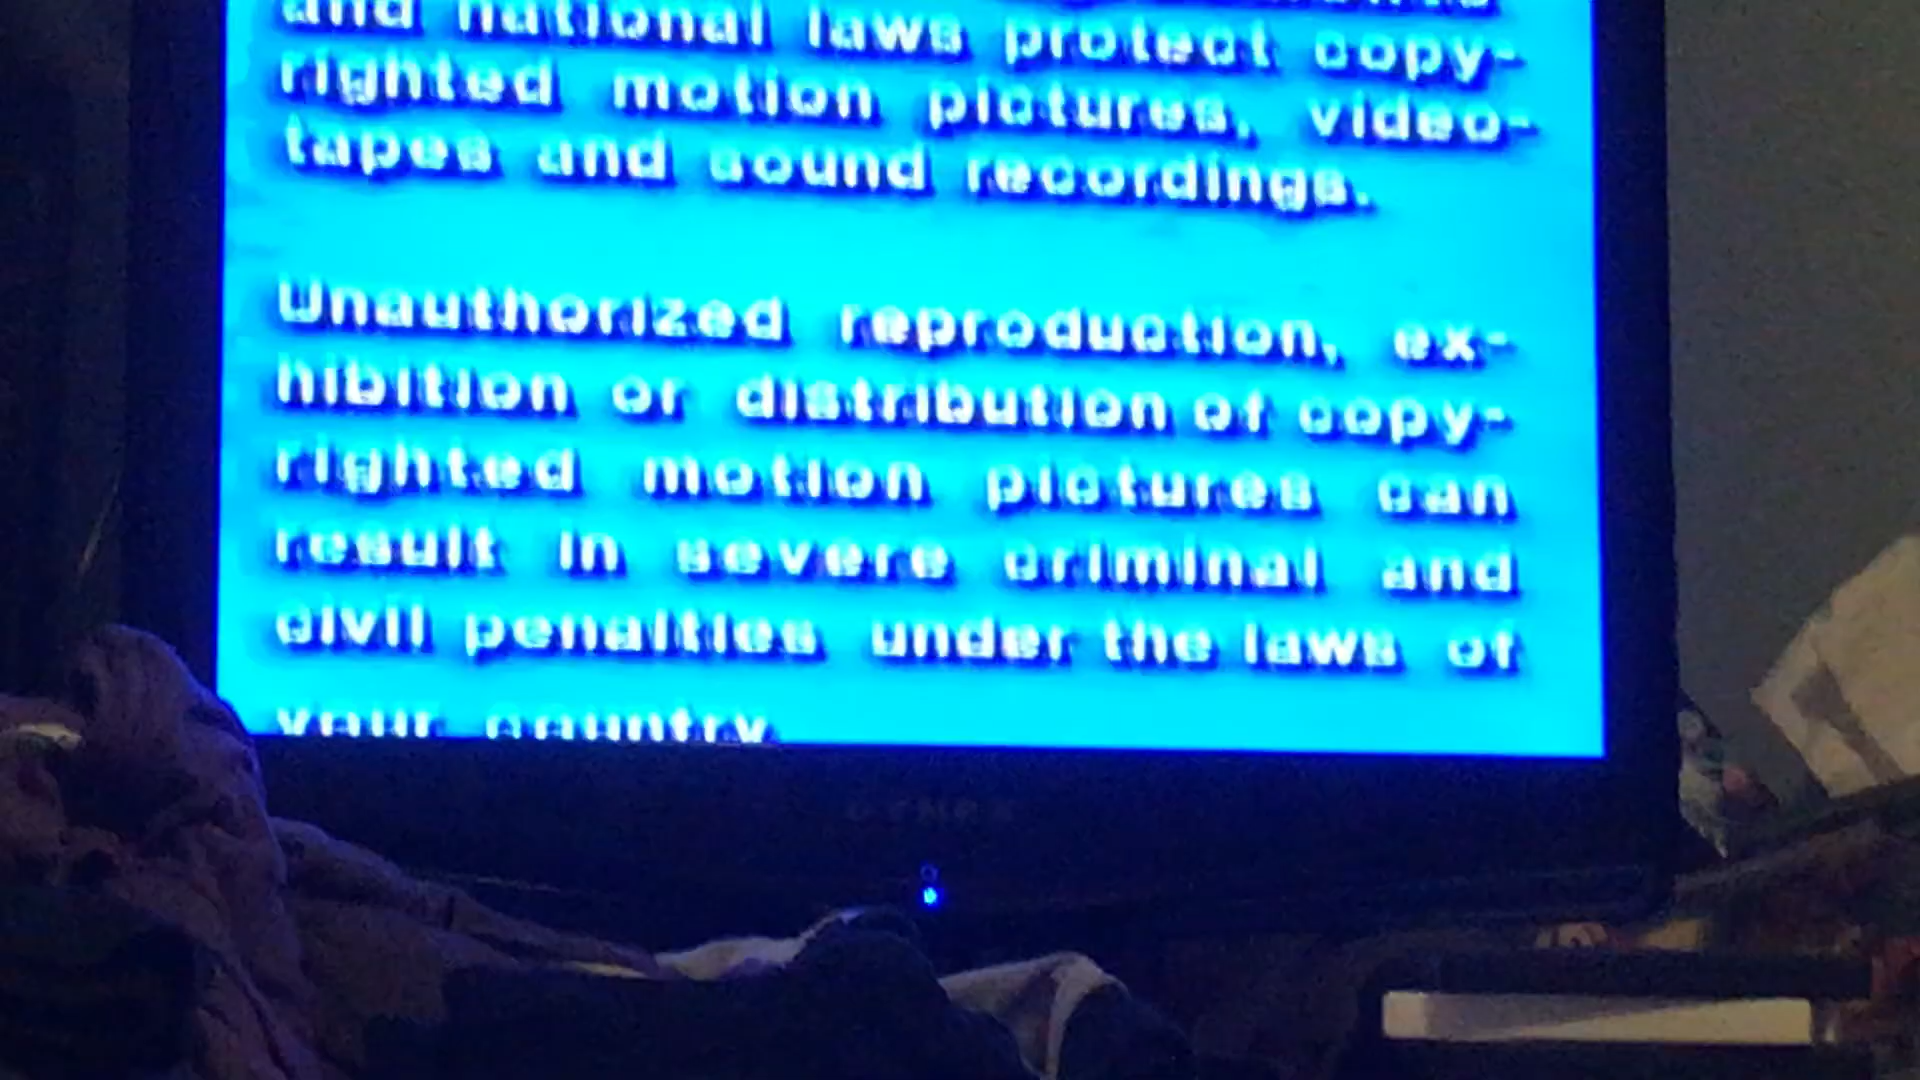 and national laws protect copy-
righted motion pictures, video-
tapes and sound recordings.
Unauthorized reproduction, ex-
hibition or distribution of copy-
righted motion pictures can
result in severe criminal and
civil penalties under the laws of
your country.
DYNEX